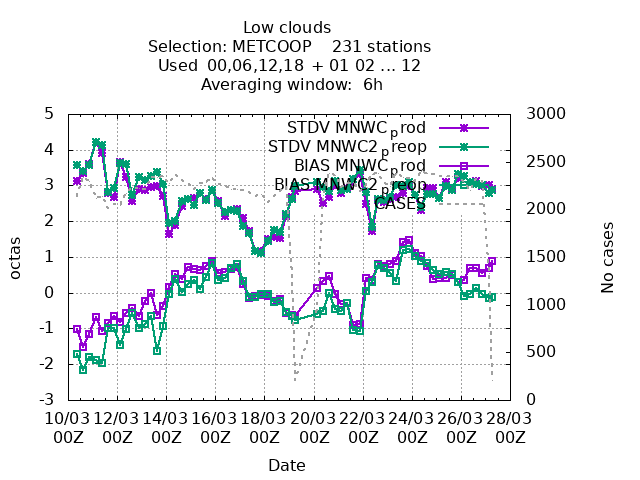 Low clouds
Selection: METCOOP 231 stations
Used 00,06,12,18 + 01 02 ... 12
Averaging window: 6h
5 3000
4 2500
3 2000
2 1500
1
0 1000
-1
-2 500
-3 0
octas
No cases
STDV MNWC_prod
STDV MNWC2_preop
BIAS MNWC_prod
BIAS MNWC2_preop
CASES
10/03 12/03 14/03 16/03 18/03 20/03 22/03 24/03 26/03 28/03
00Z 00Z 00Z 00Z 00Z 00Z 00Z 00Z 00Z 00Z
Date